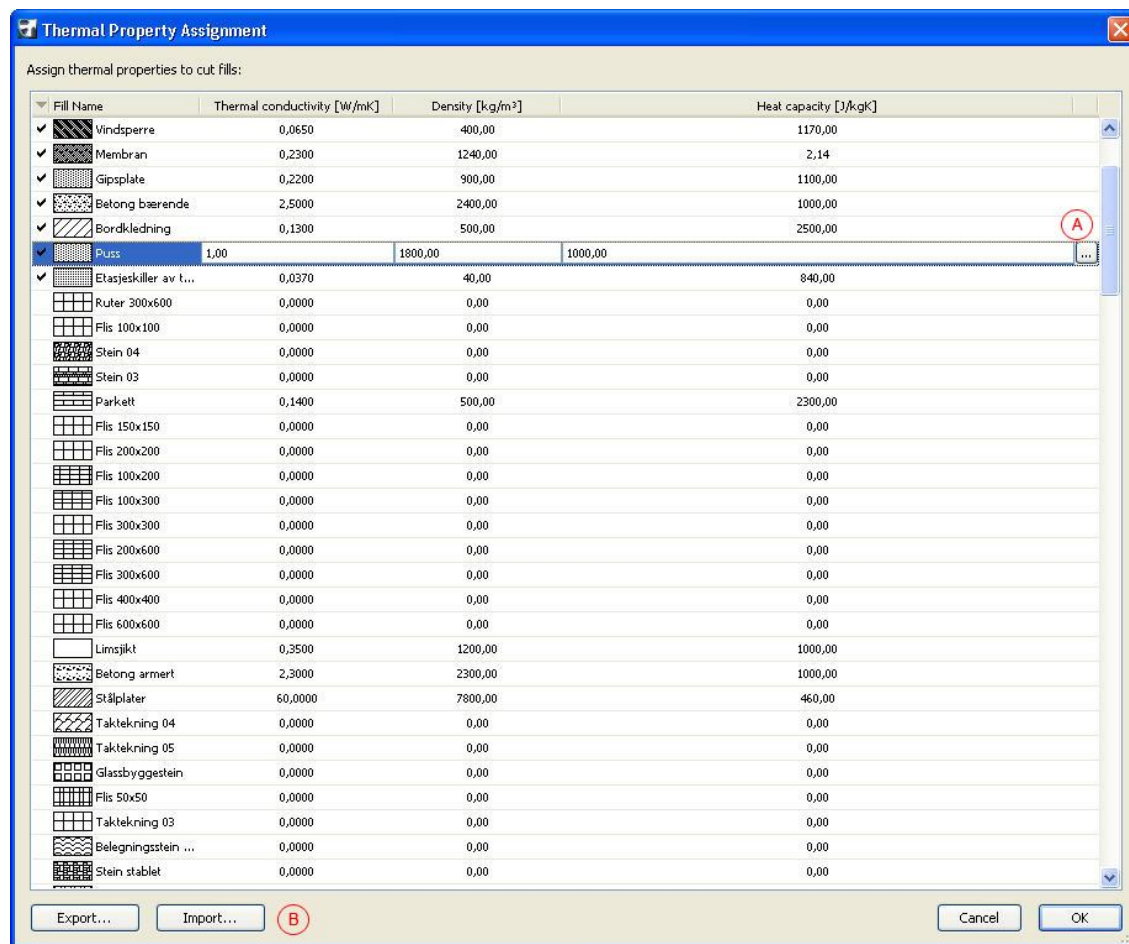 Thermal Property Assignment
Assign thermal properties to cut fills:
Fill Name Thermal conductivity [W/mK] Density [kg/m³] Heat capacity [J/kgK]
Vindsperre 0,0650 400,00 1170,00
Membran 0,2300 1240,00 2,14
Gipsplate 0,2200 900,00 1100,00
Betong bærende 2,5000 2400,00 1000,00
Bordkledning 0,1300 500,00 2500,00
A
Puss 1,00 1800,00 1000,00 ...
Etasjeskiller av t... 0,0370 40,00 840,00
Ruter 300x600 0,0000 0,00 0,00
Flis 100x100 0,0000 0,00 0,00
Stein 04 0,0000 0,00 0,00
Stein 03 0,0000 0,00 0,00
Parkett 0,1400 500,00 2300,00
Flis 150x150 0,0000 0,00 0,00
Flis 200x200 0,0000 0,00 0,00
Flis 100x200 0,0000 0,00 0,00
Flis 100x300 0,0000 0,00 0,00
Flis 300x300 0,0000 0,00 0,00
Flis 200x600 0,0000 0,00 0,00
Flis 300x600 0,0000 0,00 0,00
Flis 400x400 0,0000 0,00 0,00
Flis 600x600 0,0000 0,00 0,00
Limsjikt 0,3500 1200,00 1000,00
Betong armert 2,3000 2300,00 1000,00
Stålplater 60,0000 7800,00 460,00
Taktekning 04 0,0000 0,00 0,00
Taktekning 05 0,0000 0,00 0,00
Glassbyggestein 0,0000 0,00 0,00
Flis 50x50 0,0000 0,00 0,00
Taktekning 03 0,0000 0,00 0,00
Belegningsstein ... 0,0000 0,00 0,00
Stein stablet 0,0000 0,00 0,00
Export... Import... B Cancel OK